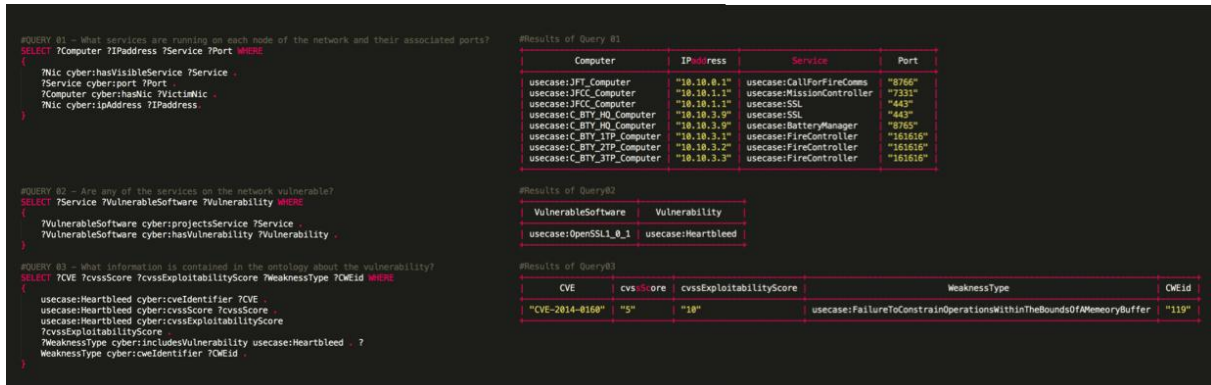 #QUERY 01 – What services are running on each node of the network and their associated ports?
SELECT ?Computer ?IPaddress ?Service ?Port WHERE
{
?Nic cyber:hasVisibleService ?Service .
?Service cyber:port ?Port .
?Computer cyber:hasNic ?VictimNic .
?Nic cyber:ipAddress ?IPaddress.
}
#Results of Query 01
Computer | IPaddress | Service | Port
usecase:JFT_Computer | "10.10.0.1" | usecase:CallForFireComms | "8766"
usecase:JFCC_Computer | "10.10.1.1" | usecase:MissionController | "7331"
usecase:JFCC_Computer | "10.10.1.1" | usecase:SSL | "443"
usecase:C_BTY_HQ_Computer | "10.10.3.9" | usecase:SSL | "443"
usecase:C_BTY_HQ_Computer | "10.10.3.9" | usecase:BatteryManager | "8765"
usecase:C_BTY_1TP_Computer | "10.10.3.1" | usecase:FireController | "161616"
usecase:C_BTY_2TP_Computer | "10.10.3.2" | usecase:FireController | "161616"
usecase:C_BTY_3TP_Computer | "10.10.3.3" | usecase:FireController | "161616"
#QUERY 02 – Are any of the services on the network vulnerable?
SELECT ?Service ?VulnerableSoftware ?Vulnerability WHERE
{
?VulnerableSoftware cyber:projectsService ?Service .
?VulnerableSoftware cyber:hasVulnerability ?Vulnerability .
}
#Results of Query02
VulnerableSoftware | Vulnerability
usecase:OpenSSL1_0_1 | usecase:Heartbleed
#QUERY 03 – What information is contained in the ontology about the vulnerability?
SELECT ?CVE ?cvssScore ?cvssExploitabilityScore ?WeaknessType ?CWEid WHERE
{
usecase:Heartbleed cyber:cveIdentifier ?CVE .
usecase:Heartbleed cyber:cvssScore ?cvssScore .
usecase:Heartbleed cyber:cvssExploitabilityScore
?cvssExploitabilityScore .
?WeaknessType cyber:includesVulnerability usecase:Heartbleed . ?
WeaknessType cyber:cweIdentifier ?CWEid .
}
#Results of Query03
CVE | cvssScore | cvssExploitabilityScore | WeaknessType | CWEid
"CVE-2014-0160" | "5" | "10" | usecase:FailureToConstrainOperationsWithinTheBoundsOfAMemeoryBuffer | "119"